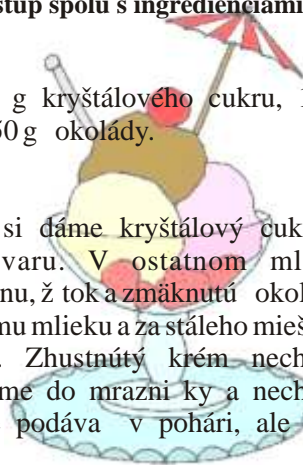 stup spolu s ingredienciami
g kryštálového cukru,
50 g okolády.
si dáme kryštálový cuk
varu. V ostatnom ml
nu, ž tok a zmäknutú okol
mu mlieku a za stáleho mieš
. Zhustnútý krém nech
me do mrazni ky a nech
podáva v pohári, ale